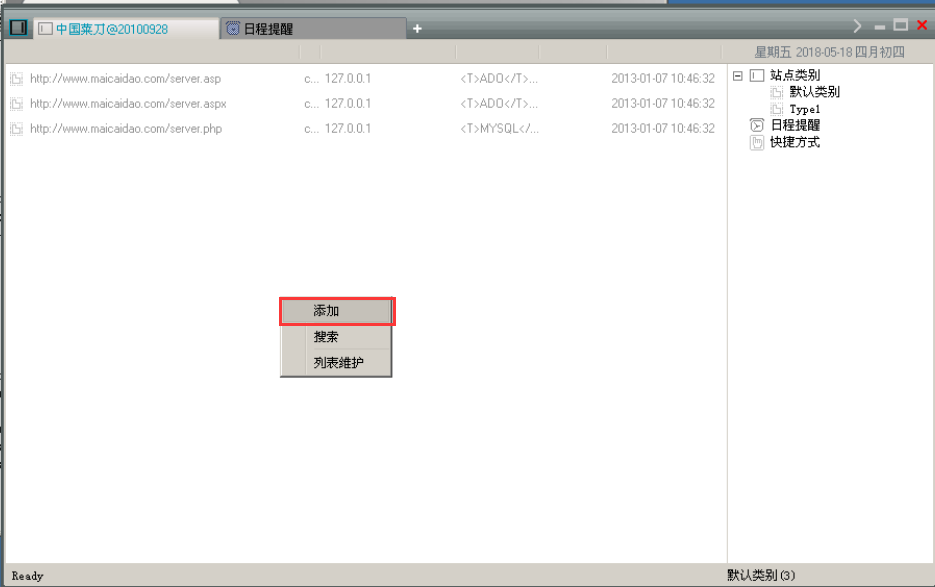 中国菜刀@20100928
日程提醒
星期五 2018-05-18 四月初四
http://www.maicaidao.com/server.asp c... 127.0.0.1 <T>ADO</T>... 2013-01-07 10:46:32
http://www.maicaidao.com/server.aspx c... 127.0.0.1 <T>ADO</T>... 2013-01-07 10:46:32
http://www.maicaidao.com/server.php c... 127.0.0.1 <T>MYSQL</... 2013-01-07 10:46:32
站点类别
默认类别
Type1
日程提醒
快捷方式
添加
搜索
列表维护
Ready
默认类别(3)